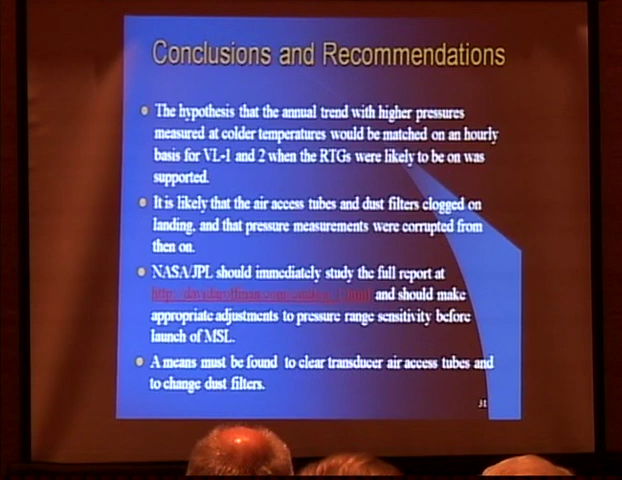 Conclusions and Recommendations
The hypothesis that the annual trend with higher pressures
measured at colder temperatures would be matched on an hourly
basis for VL-1 and 2 when the RTGs were likely to be on was
supported.
It is likely that the air access tubes and dust filters clogged on
landing, and that pressure measurements were corrupted from
then on.
NASA/JPL should immediately study the full report at
and should make
appropriate adjustments to pressure range sensitivity before
launch of MSL.
A means must be found to clear transducer air access tubes and
to change dust filters.
31